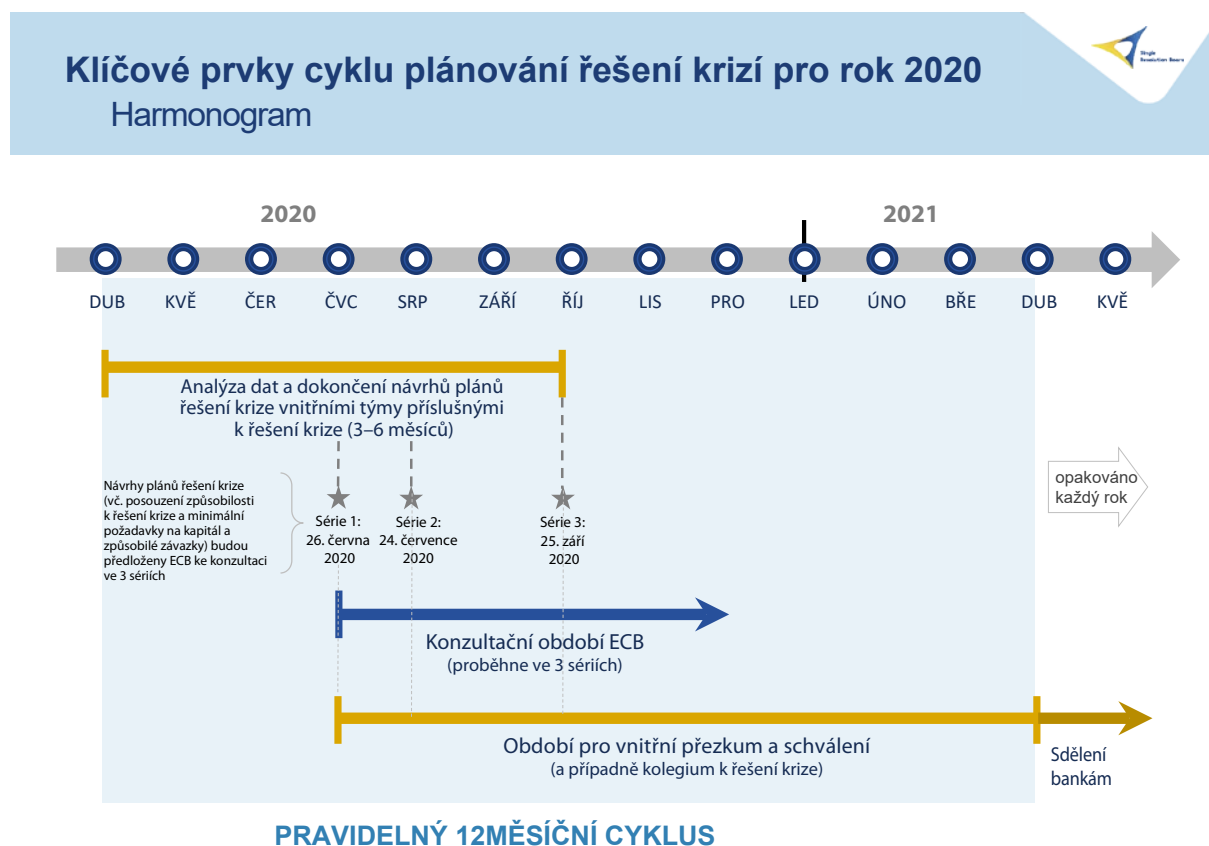 Klíčové prvky cyklu plánování řešení krizí pro rok 2020
Harmonogram
Single
Resolution Board
2020
2021
DUB
KVĚ
ČER
ČVC
SRP
ZÁŘÍ
ŘÍJ
LIS
PRO
LED
ÚNO
BŘE
DUB
KVĚ
Analýza dat a dokončení návrhů plánů
řešení krize vnitřními týmy příslušnými
k řešení krize (3–6 měsíců)
Návrhy plánů řešení krize
(vč. posouzení způsobilosti
k řešení krize a minimální
požadavky na kapitál a
způsobilé závazky) budou
předloženy ECB ke konzultaci
ve 3 sériích
Série 1:
26. června
2020
Série 2:
24. července
2020
Série 3:
25. září
2020
opakováno
každý rok
Konzultační období ECB
(proběhne ve 3 sériích)
Období pro vnitřní přezkum a schválení
(a případně kolegium k řešení krize)
Sdělení
bankám
PRAVIDELNÝ 12MĚSÍČNÍ CYKLUS